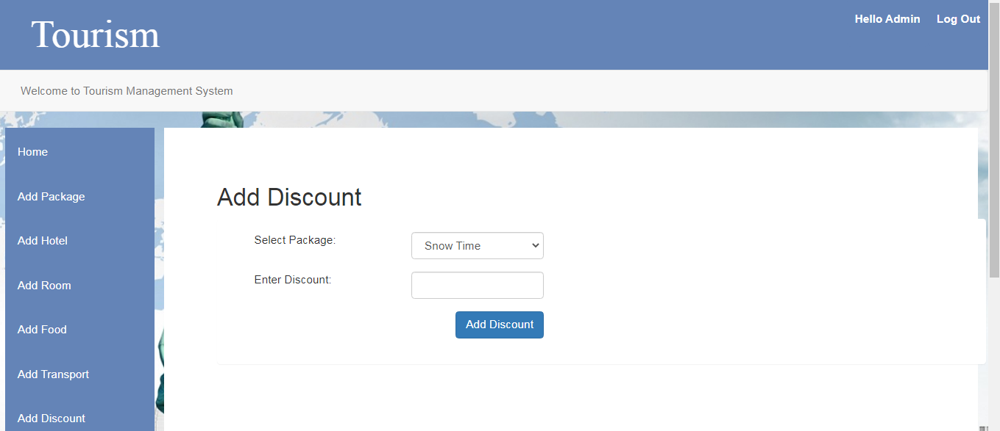 Tourism
Hello Admin Log Out
Welcome to Tourism Management System
Home
Add Package
Add Hotel
Add Room
Add Food
Add Transport
Add Discount
Add Discount
Select Package: Snow Time
Enter Discount:
Add Discount